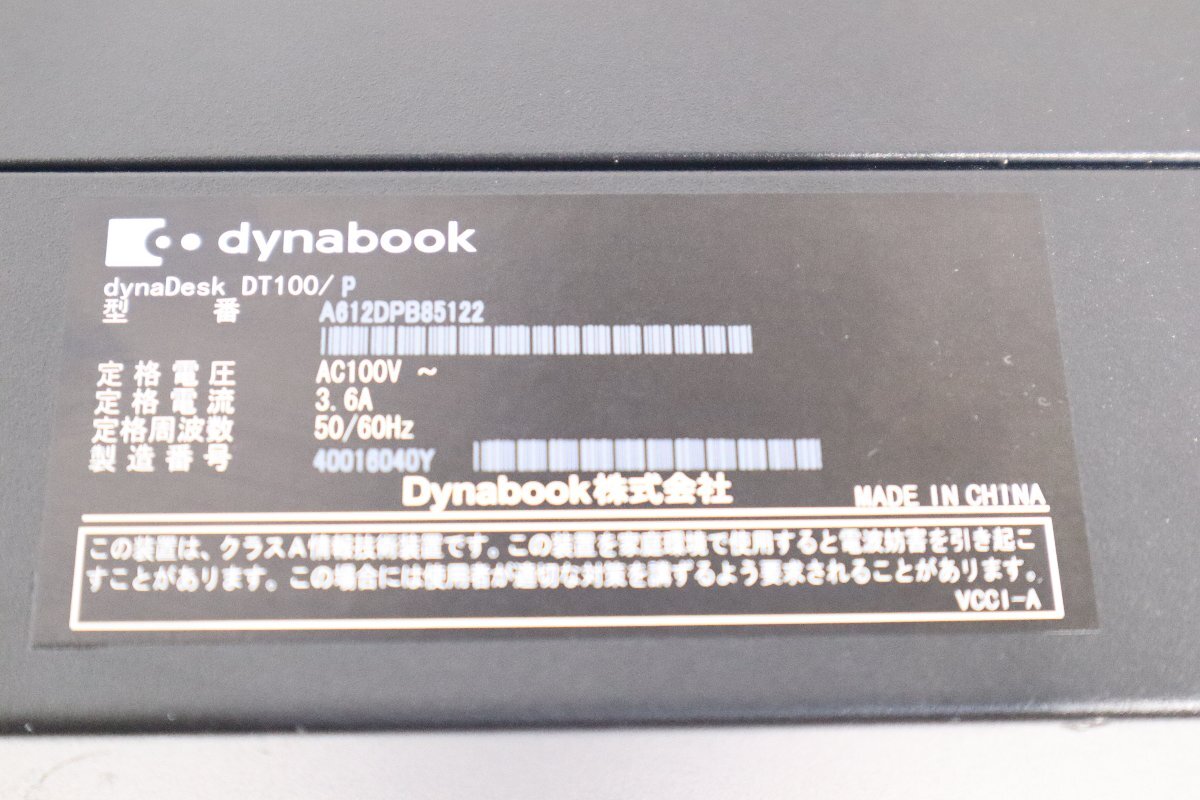 dynabook
dynaDesk DT100/P
型番 A612DPB85122
定格電圧 AC100V ~
定格電流 3.6A
定格周波数 50/60Hz
製造番号 40016040Y
Dynabook株式会社 MADE IN CHINA
この装置は、クラスA情報技術装置です。この装置を家庭環境で使用すると電波妨害を引き起こ
すことがあります。この場合には使用者が適切な対策を講ずるよう要求されることがあります。
VCCI-A